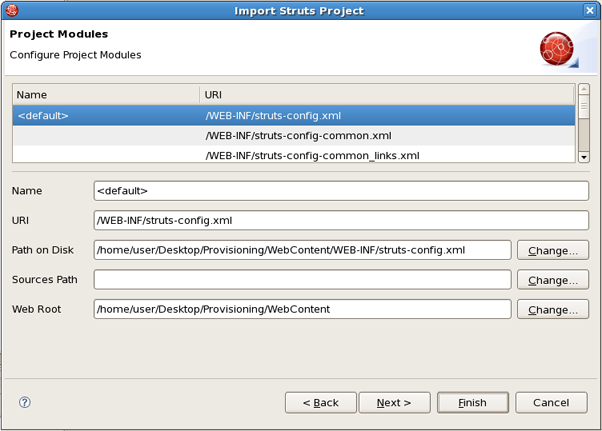 Import Struts Project
Project Modules
Configure Project Modules
Name URI
<default> /WEB-INF/struts-config.xml
/WEB-INF/struts-config-common.xml
/WEB-INF/struts-config-common_links.xml
Name <default>
URI /WEB-INF/struts-config.xml
Path on Disk /home/user/Desktop/Provisioning/WebContent/WEB-INF/struts-config.xml Change...
Sources Path Change...
Web Root /home/user/Desktop/Provisioning/WebContent Change...
? < Back Next > Finish Cancel